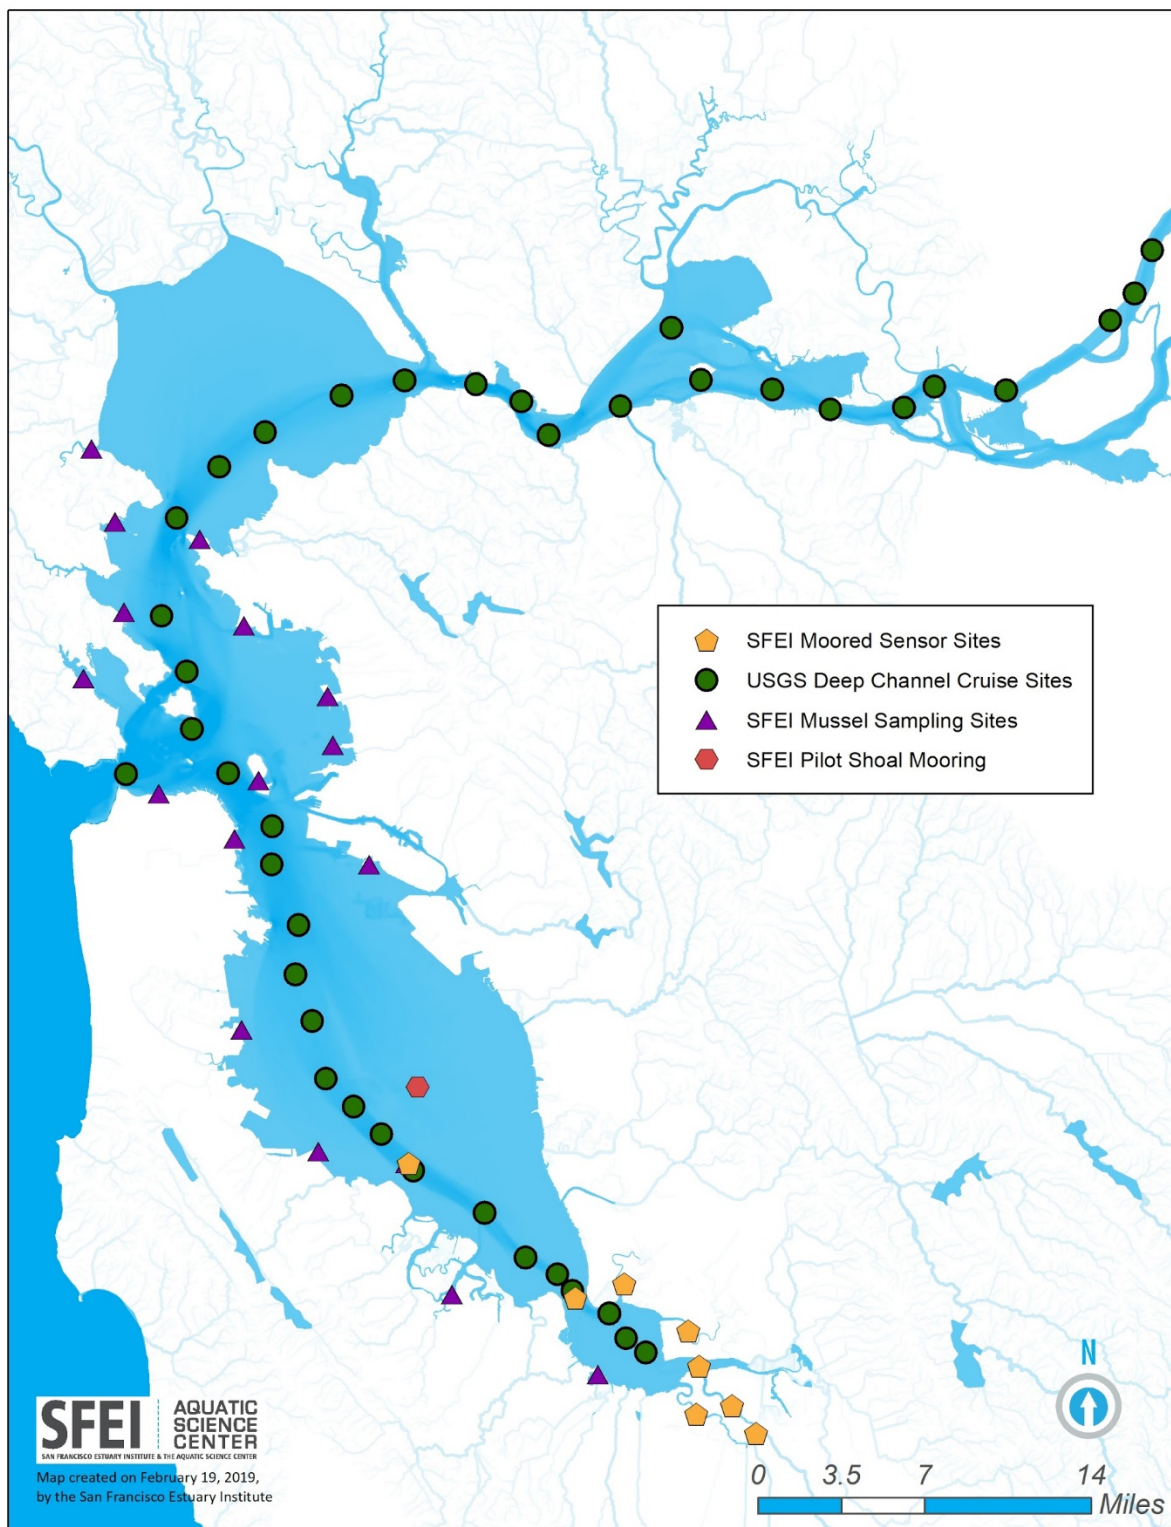 SFEI Moored Sensor Sites
USGS Deep Channel Cruise Sites
SFEI Mussel Sampling Sites
SFEI Pilot Shoal Mooring
SFEI
AQUATIC
SCIENCE
CENTER
SAN FRANCISCO ESTUARY INSTITUTE & THE AQUATIC SCIENCE CENTER
Map created on February 19, 2019,
by the San Francisco Estuary Institute
N
0 3.5 7 14
Miles